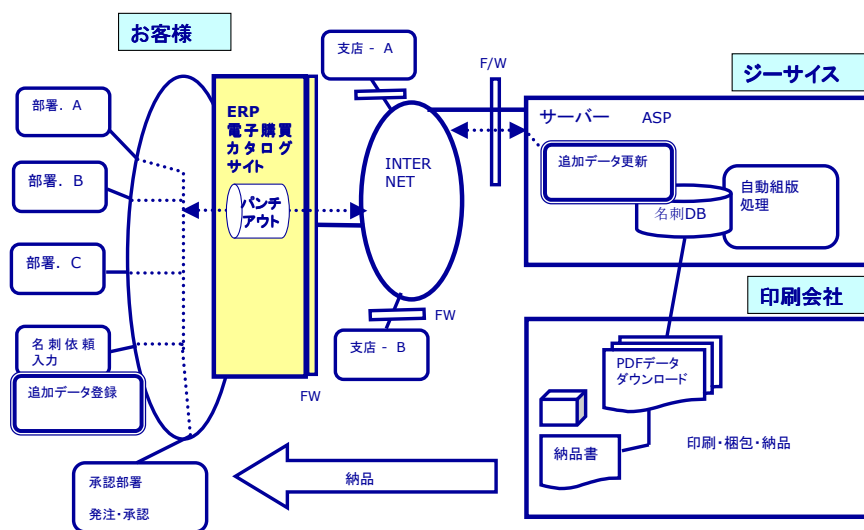 お客様
支店 - A
F/W
ジーサイス
部署. A
ERP
電子購買
カタログ
サイト
サーバー ASP
追加データ更新
INTER
NET
部署. B
パンチ
アウト
自動組版
処理
名刺DB
部署. C
印刷会社
FW
名刺依頼
入力
支店 - B
PDFデータ
ダウンロード
追加データ登録
FW
納品書
印刷・梱包・納品
承認部署
発注・承認
納品